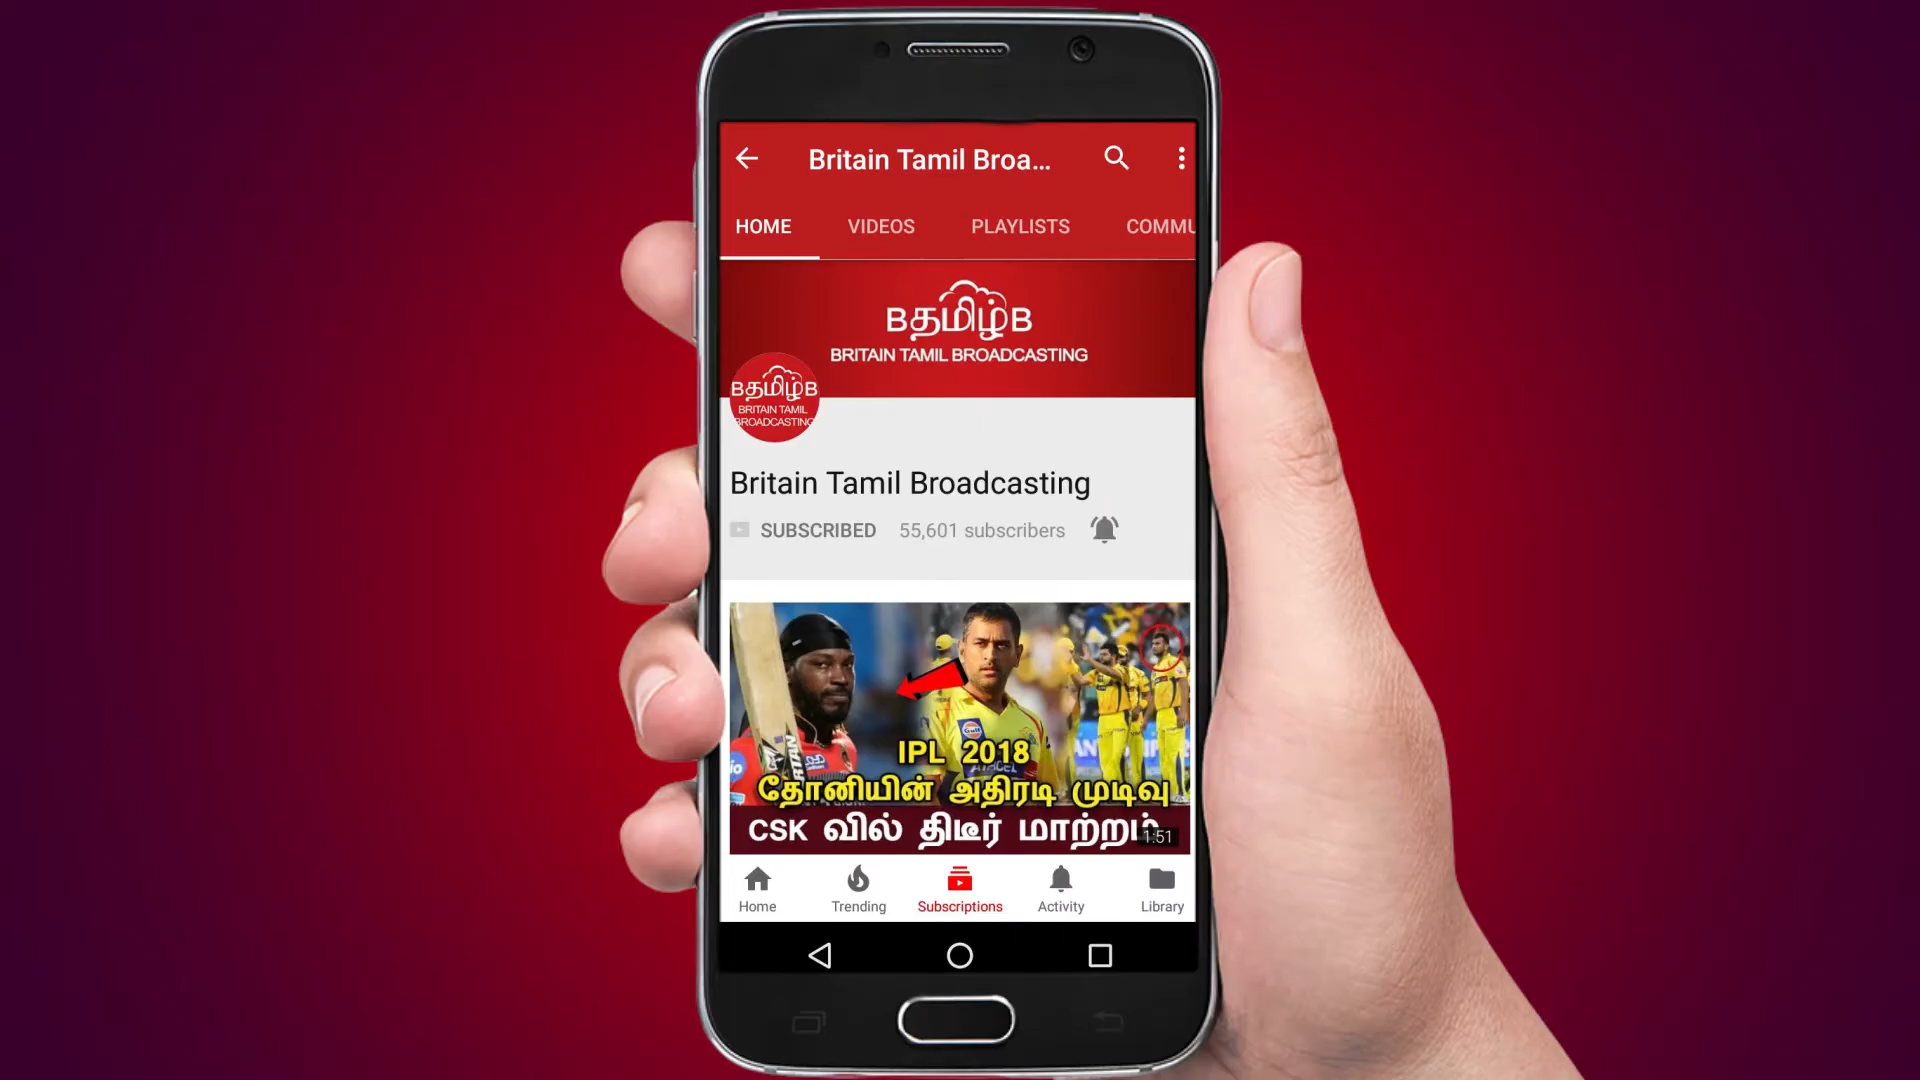 Britain Tamil Broa...
HOME VIDEOS PLAYLISTS COMMU
Bதமிழ்B
BRITAIN TAMIL BROADCASTING
Bதமிழ்B
BRITAIN TAMIL
BROADCASTING
Britain Tamil Broadcasting
SUBSCRIBED 55,601 subscribers
Gulf
IPL 2018
தோனியின் அதிரடி முடிவு
CSK வில் திடீர் மாற்றம்
1:51
Home Trending Subscriptions Activity Library